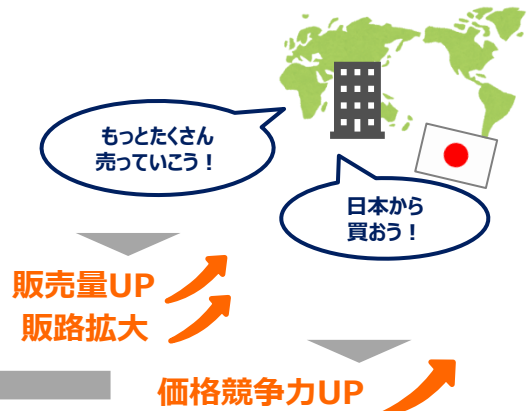 もっとたくさん
売っていこう！
日本から
買おう！
販売量UP
販路拡大
価格競争力UP